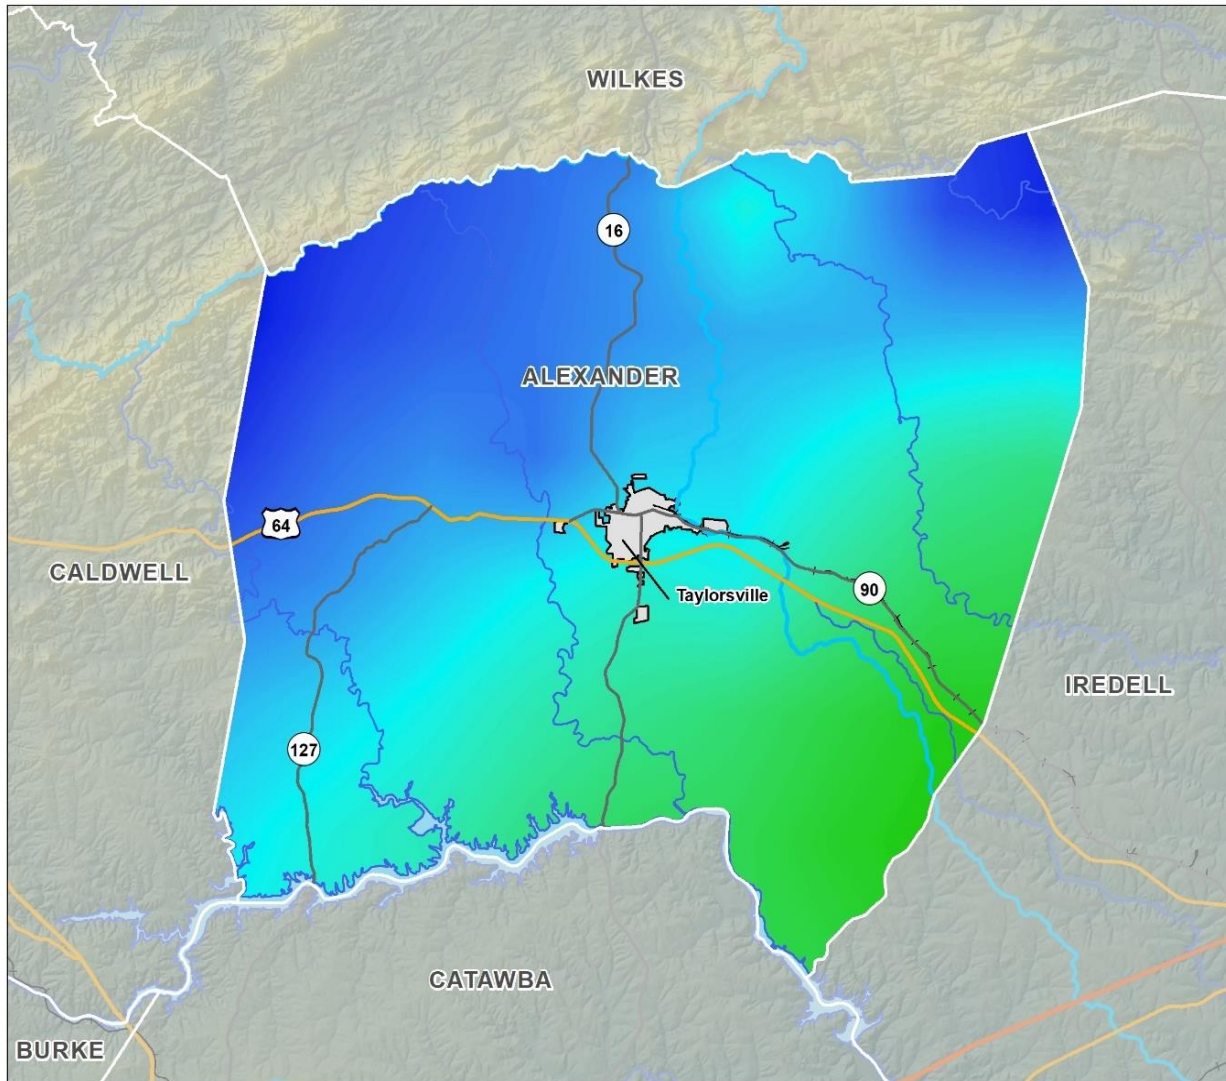 WILKES
16
ALEXANDER
64
CALDWELL
Taylorsville
90
IREDELL
127
CATAWBA
BURKE